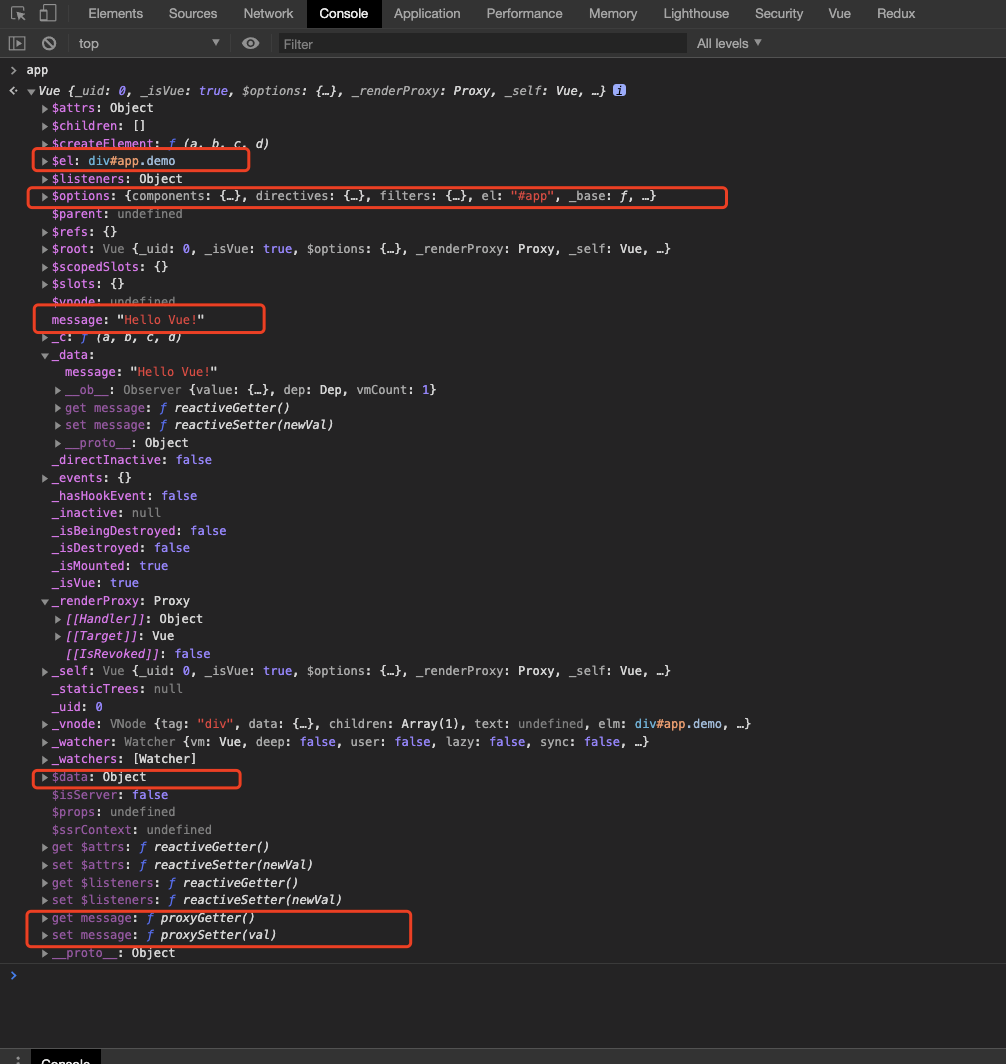 Elements Sources Network Console Application Performance Memory Lighthouse Security Vue Redux
top Filter All levels
app
Vue {_uid: 0, _isVue: true, $options: {…}, _renderProxy: Proxy, _self: Vue, …} i
$attrs: Object
$children: []
$createElement: ƒ (a, b, c, d)
$el: div#app.demo
$listeners: Object
$options: {components: {…}, directives: {…}, filters: {…}, el: "#app", _base: ƒ, …}
$parent: undefined
$refs: {}
$root: Vue {_uid: 0, _isVue: true, $options: {…}, _renderProxy: Proxy, _self: Vue, …}
$scopedSlots: {}
$slots: {}
$vnode: undefined
message: "Hello Vue!"
_c: ƒ (a, b, c, d)
_data:
message: "Hello Vue!"
__ob__: Observer {value: {…}, dep: Dep, vmCount: 1}
get message: ƒ reactiveGetter()
set message: ƒ reactiveSetter(newVal)
__proto__: Object
_directInactive: false
_events: {}
_hasHookEvent: false
_inactive: null
_isBeingDestroyed: false
_isDestroyed: false
_isMounted: true
_isVue: true
_renderProxy: Proxy
[[Handler]]: Object
[[Target]]: Vue
[[IsRevoked]]: false
_self: Vue {_uid: 0, _isVue: true, $options: {…}, _renderProxy: Proxy, _self: Vue, …}
_staticTrees: null
_uid: 0
_vnode: VNode {tag: "div", data: {…}, children: Array(1), text: undefined, elm: div#app.demo, …}
_watcher: Watcher {vm: Vue, deep: false, user: false, lazy: false, sync: false, …}
_watchers: [Watcher]
$data: Object
$isServer: false
$props: undefined
$ssrContext: undefined
get $attrs: ƒ reactiveGetter()
set $attrs: ƒ reactiveSetter(newVal)
get $listeners: ƒ reactiveGetter()
set $listeners: ƒ reactiveSetter(newVal)
get message: ƒ proxyGetter()
set message: ƒ proxySetter(val)
__proto__: Object
Console